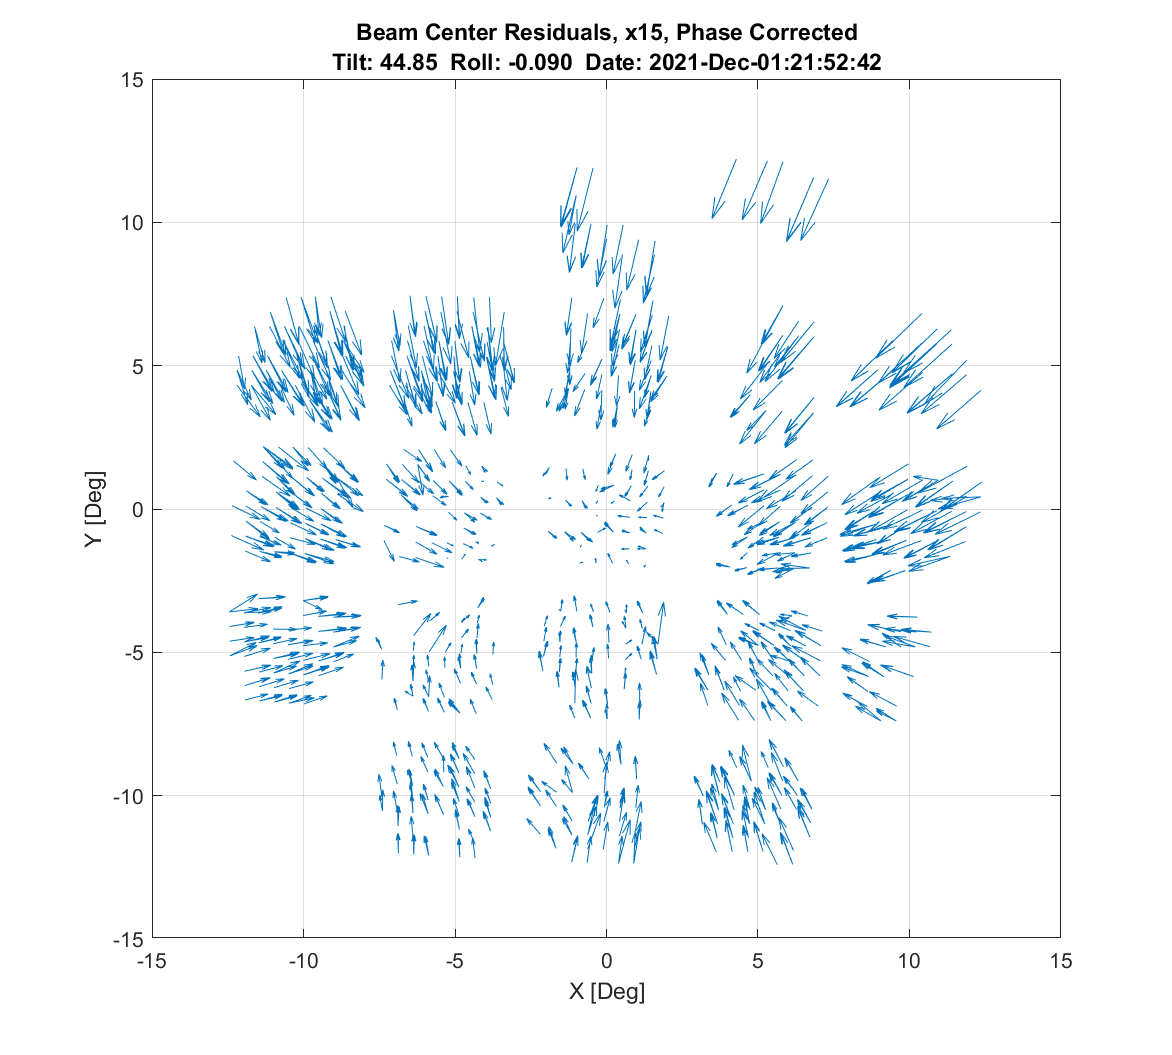 Beam Center Residuals, x15, Phase Corrected
Tilt: 44.85 Roll: -0.090 Date: 2021-Dec-01:21:52:42
15
10
5
0
-5
-10
-15
Y [Deg]
-15 -10 -5 0 5 10 15
X [Deg]